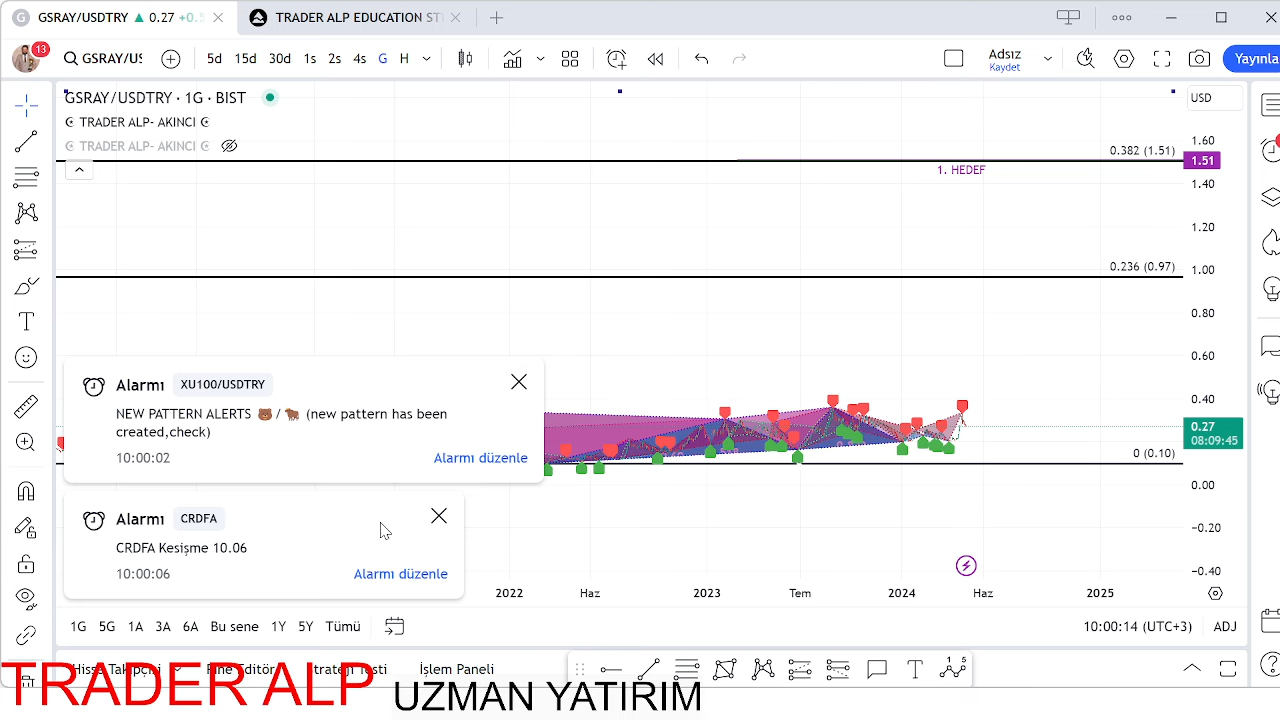 GSRAY/USDTRY ▲ 0.27 +0.5
TRADER ALP EDUCATION ST
13
GSRAY/US
5d 15d 30d 1s 2s 4s G H
Adsız
Kaydet
Yayınla
GSRAY/USDTRY · 1G · BIST
TRADER ALP- AKINCI
TRADER ALP- AKINCI
USD
1.60
0.382 (1.51)
1.51
1. HEDEF
1.40
1.20
0.236 (0.97)
1.00
0.80
0.60
0.40
0.27
08:09:45
0 (0.10)
0.00
−0.20
−0.40
Alarmı XU100/USDTRY
NEW PATTERN ALERTS 🐻 / 🐂 (new pattern has been
created,check)
10:00:02 Alarmı düzenle
Alarmı CRDFA
CRDFA Kesişme 10.06
10:00:06 Alarmı düzenle
2022 Haz 2023 Tem 2024 Haz 2025
1G 5G 1A 3A 6A Bu sene 1Y 5Y Tümü
10:00:14 (UTC+3) ADJ
İşlem Paneli
TRADER ALP UZMAN YATIRIM